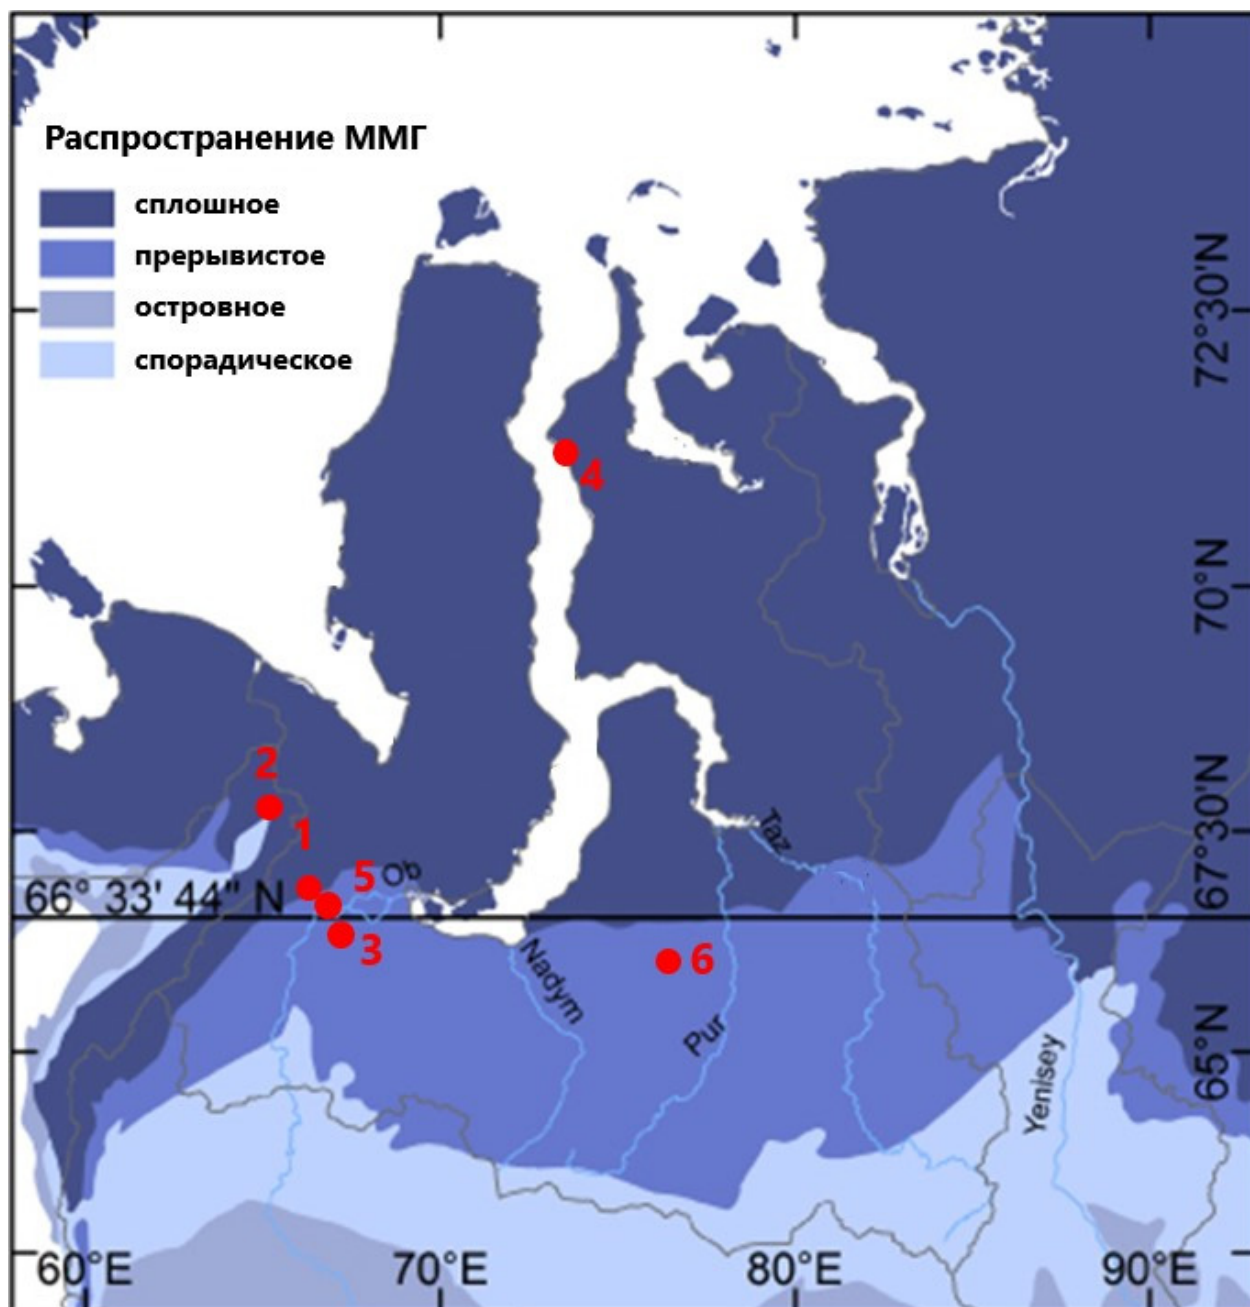 Распространение ММГ
сплошное
прерывистое
островное
спорадическое
72°30'N
4
70°N
2
1
67°30'N
Taz
5
Ob
66° 33' 44" N
3
6
Nadym
Pur
65°N
Yenisey
60°E
70°E
80°E
90°E